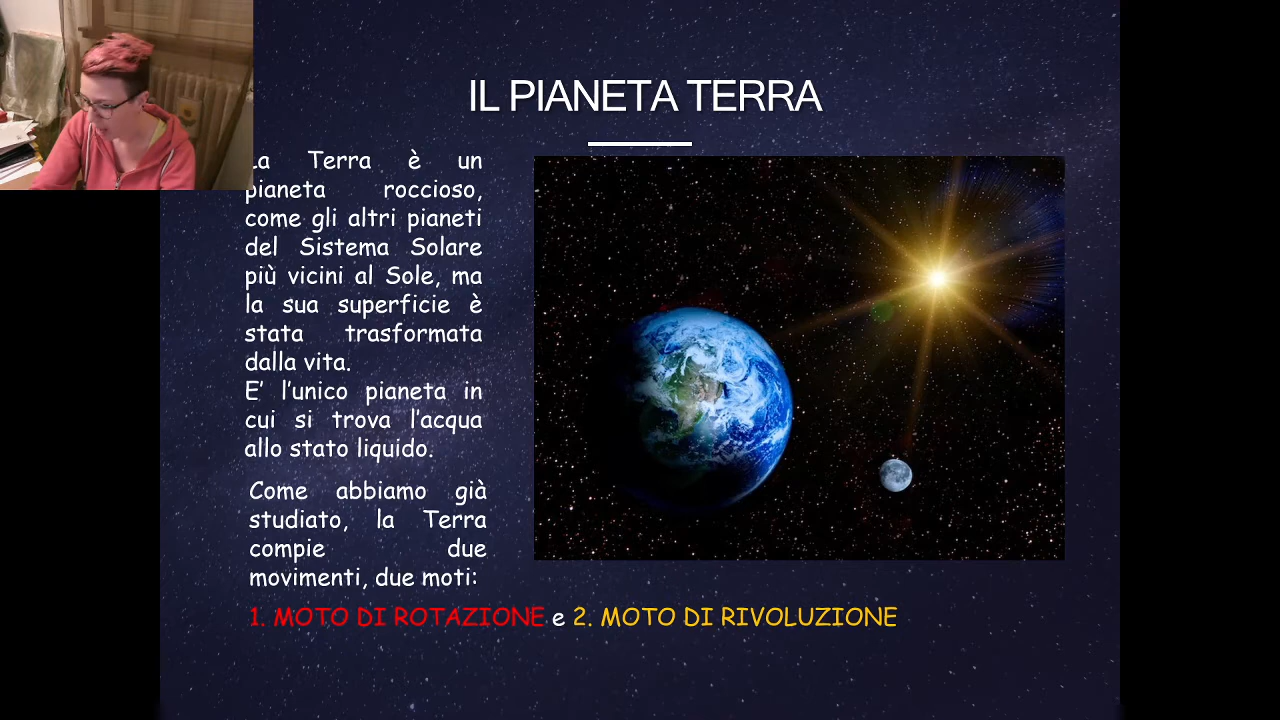 IL PIANETA TERRA
La Terra è un
pianeta roccioso,
come gli altri pianeti
del Sistema Solare
più vicini al Sole, ma
la sua superficie è
stata trasformata
dalla vita.
E' l'unico pianeta in
cui si trova l'acqua
allo stato liquido.
Come abbiamo già
studiato, la Terra
compie due
movimenti, due moti:
1. MOTO DI ROTAZIONE e 2. MOTO DI RIVOLUZIONE